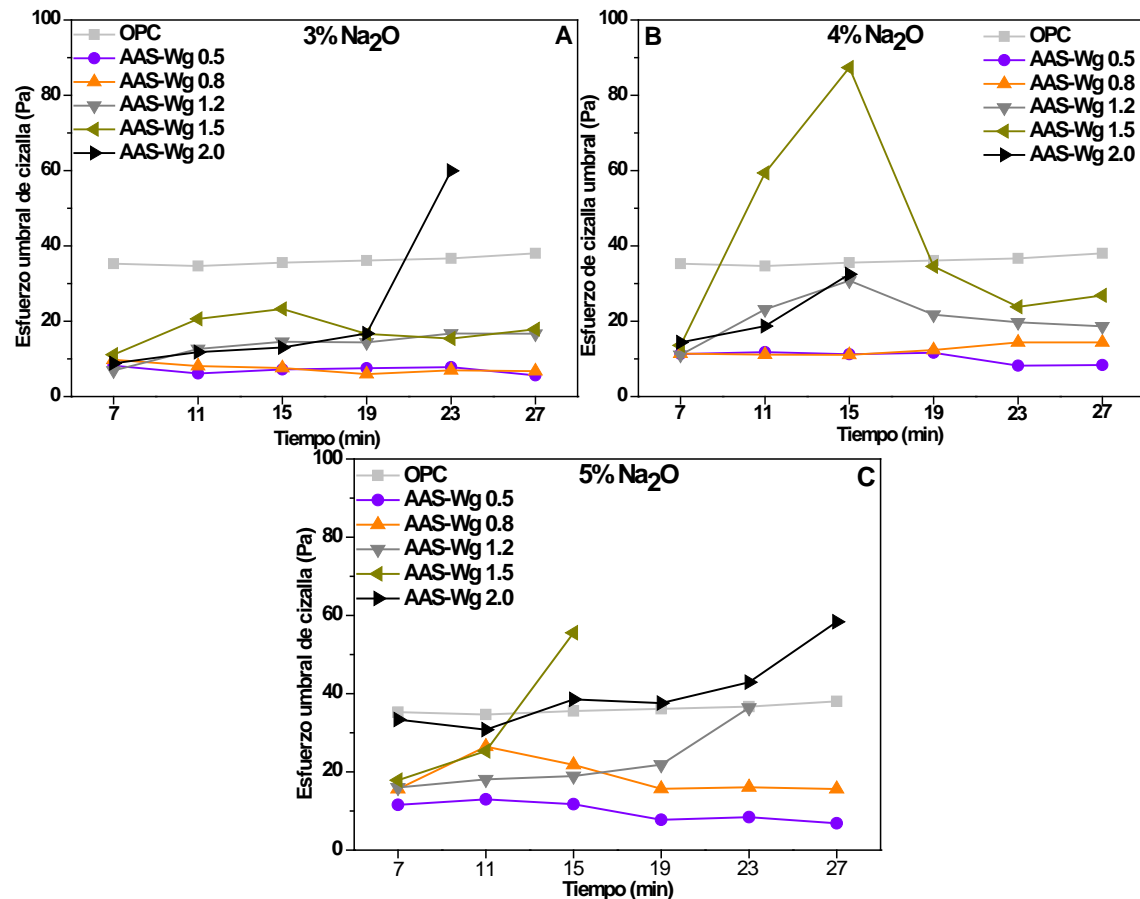 3% Na2O
A
OPC
AAS-Wg 0.5
AAS-Wg 0.8
AAS-Wg 1.2
AAS-Wg 1.5
AAS-Wg 2.0
Esfuerzo umbral de cizalla (Pa)
100
80
60
40
20
0
7 11 15 19 23 27
Tiempo (min)
B
4% Na2O
OPC
AAS-Wg 0.5
AAS-Wg 0.8
AAS-Wg 1.2
AAS-Wg 1.5
AAS-Wg 2.0
Esfuerzo de cizalla umbral (Pa)
100
80
60
40
20
0
7 11 15 19 23 27
Tiempo (min)
5% Na2O
C
OPC
AAS-Wg 0.5
AAS-Wg 0.8
AAS-Wg 1.2
AAS-Wg 1.5
AAS-Wg 2.0
Esfuerzo umbral de cizalla (Pa)
100
80
60
40
20
0
7 11 15 19 23 27
Tiempo (min)